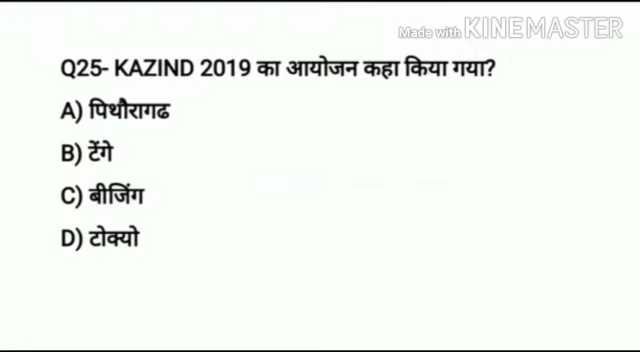 Made with KINEMASTER
Q25- KAZIND 2019 का आयोजन कहा किया गया?
A) पिथौरागढ
B) टेंगे
C) बीजिंग
D) टोक्यो